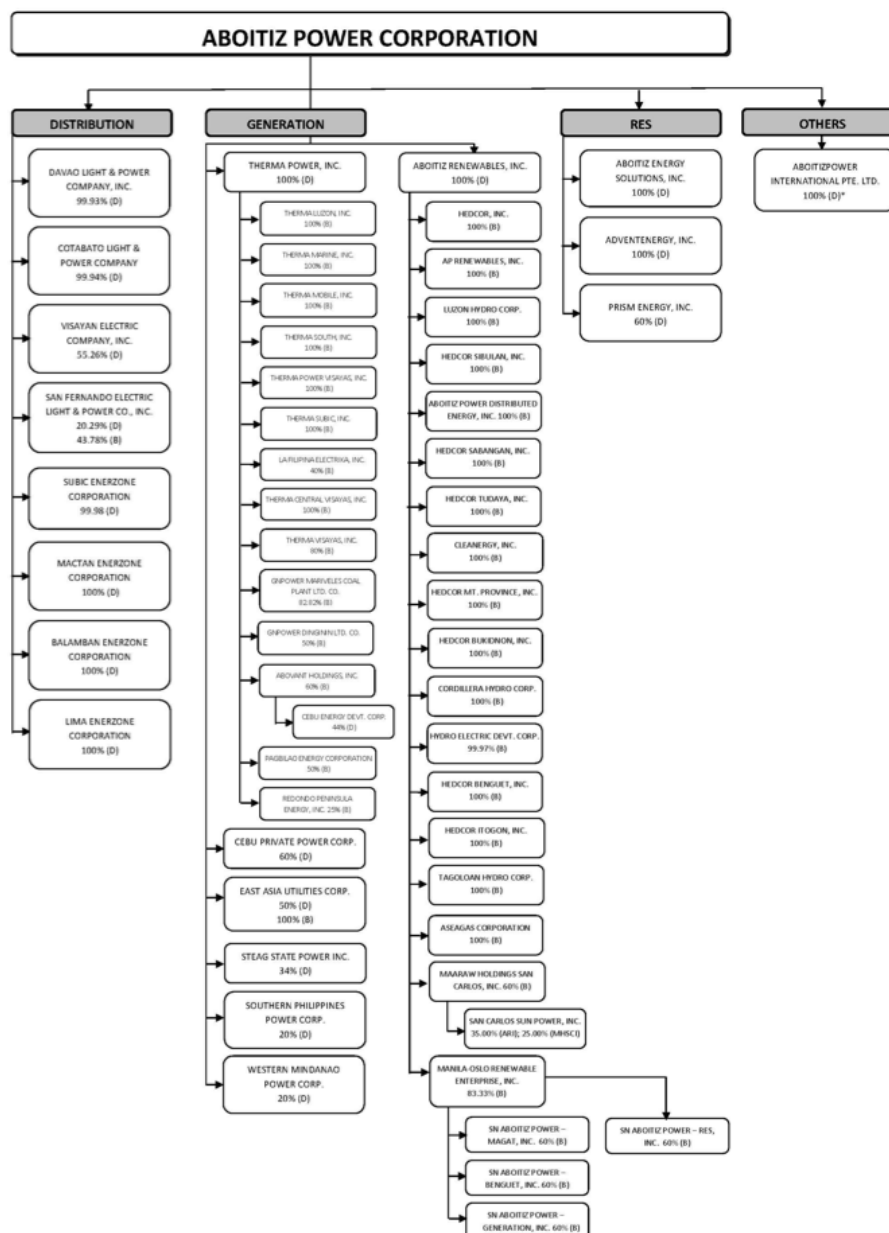 ABOITIZ POWER CORPORATION
DISTRIBUTION
DAVAO LIGHT & POWER
COMPANY, INC.
99.93% (D)
COTABATO LIGHT &
POWER COMPANY
99.94% (D)
VISAYAN ELECTRIC
COMPANY, INC.
55.26% (D)
SAN FERNANDO ELECTRIC
LIGHT & POWER CO., INC.
20.29% (D)
43.78% (B)
SUBIC ENERZONE
CORPORATION
99.98 (D)
MACTAN ENERZONE
CORPORATION
100% (D)
BALAMBAN ENERZONE
CORPORATION
100% (D)
LIMA ENERZONE
CORPORATION
100% (D)
GENERATION
THERMA POWER, INC.
100% (D)
THERMA LUZON, INC.
100% (B)
THERMA MARINE, INC.
100% (B)
THERMA MOBILE, INC.
100% (B)
THERMA SOUTH, INC.
100% (B)
THERMA POWER VISAYAS, INC.
100% (B)
THERMA SUBIC, INC.
100% (B)
LA FILIPINA ELECTRIKA, INC.
40% (B)
THERMA CENTRAL VISAYAS, INC.
100% (B)
THERMA VISAYAS, INC.
80% (B)
GNPOWER MARIVELES COAL
PLANT LTD. CO.
82.82% (B)
GNPOWER DINGININ LTD. CO.
50% (B)
ABOVANT HOLDINGS, INC.
60% (B)
CEBU ENERGY DEVT. CORP.
44% (D)
PAGBILAO ENERGY CORPORATION
50% (B)
REDONDO PENINSULA
ENERGY, INC. 25% (B)
CEBU PRIVATE POWER CORP.
60% (D)
EAST ASIA UTILITIES CORP.
50% (D)
100% (B)
STEAG STATE POWER INC.
34% (D)
SOUTHERN PHILIPPINES
POWER CORP.
20% (D)
WESTERN MINDANAO
POWER CORP.
20% (D)
ABOITIZ RENEWABLES, INC.
100% (D)
HEDCOR, INC.
100% (B)
AP RENEWABLES, INC.
100% (B)
LUZON HYDRO CORP.
100% (B)
HEDCOR SIBULAN, INC.
100% (B)
ABOITIZ POWER DISTRIBUTED
ENERGY, INC. 100% (B)
HEDCOR SABANGAN, INC.
100% (B)
HEDCOR TUDAYA, INC.
100% (B)
CLEANERGY, INC.
100% (B)
HEDCOR MT. PROVINCE, INC.
100% (B)
HEDCOR BUKIDNON, INC.
100% (B)
CORDILLERA HYDRO CORP.
100% (B)
HYDRO ELECTRIC DEVT. CORP.
99.97% (B)
HEDCOR BENGUET, INC.
100% (B)
HEDCOR ITOGON, INC.
100% (B)
TAGOLOAN HYDRO CORP.
100% (B)
ASEAGAS CORPORATION
100% (B)
MAARAW HOLDINGS SAN
CARLOS, INC. 60% (B)
SAN CARLOS SUN POWER, INC.
35.00% (ARI); 25.00% (MHSCI)
MANILA-OSLO RENEWABLE
ENTERPRISE, INC.
83.33% (B)
SN ABOITIZ POWER –
MAGAT, INC. 60% (B)
SN ABOITIZ POWER –
BENGUET, INC. 60% (B)
SN ABOITIZ POWER –
GENERATION, INC. 60% (B)
SN ABOITIZ POWER – RES,
INC. 60% (B)
RES
ABOITIZ ENERGY
SOLUTIONS, INC.
100% (D)
ADVENTENERGY, INC.
100% (D)
PRISM ENERGY, INC.
60% (D)
OTHERS
ABOITIZPOWER
INTERNATIONAL PTE. LTD.
100% (D)*